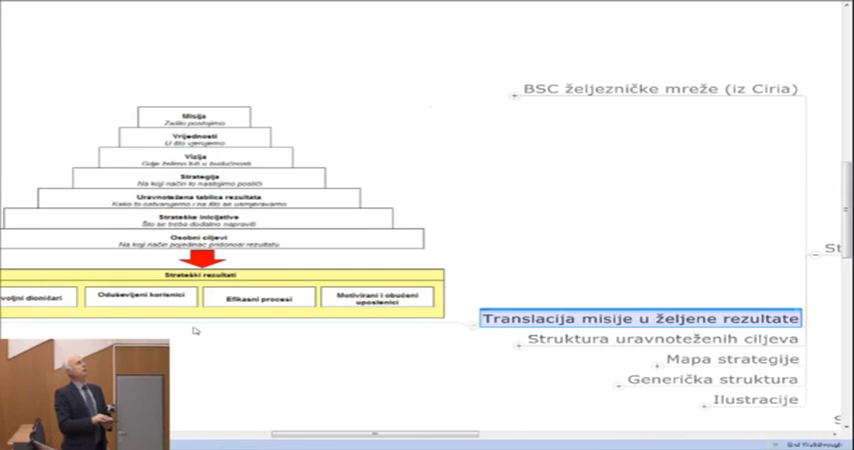 BSC željezničke mreže (iz Ciria)
Misija
Zašto postojimo
Vrijednosti
U što vjerujemo
Vizija
Gdje želimo biti u budućnosti
Strategija
Na koji način to nastojimo postići
Uravnotežena tablica rezultata
Kako to ostvarujemo i na što se usmjeravamo
Strateške inicijative
Što se treba dodatno napraviti
Osobni ciljevi
Na koji način pojedinac pridonosi rezultatu
St
Strateški rezultati
voljni dioničari
Oduševljeni korisnici
Efikasni procesi
Motivirani i obučeni
uposlenici
Translacija misije u željene rezultate
Struktura uravnoteženih ciljeva
Mapa strategije
Generička struktura
Ilustracije
S
End Walkthrough